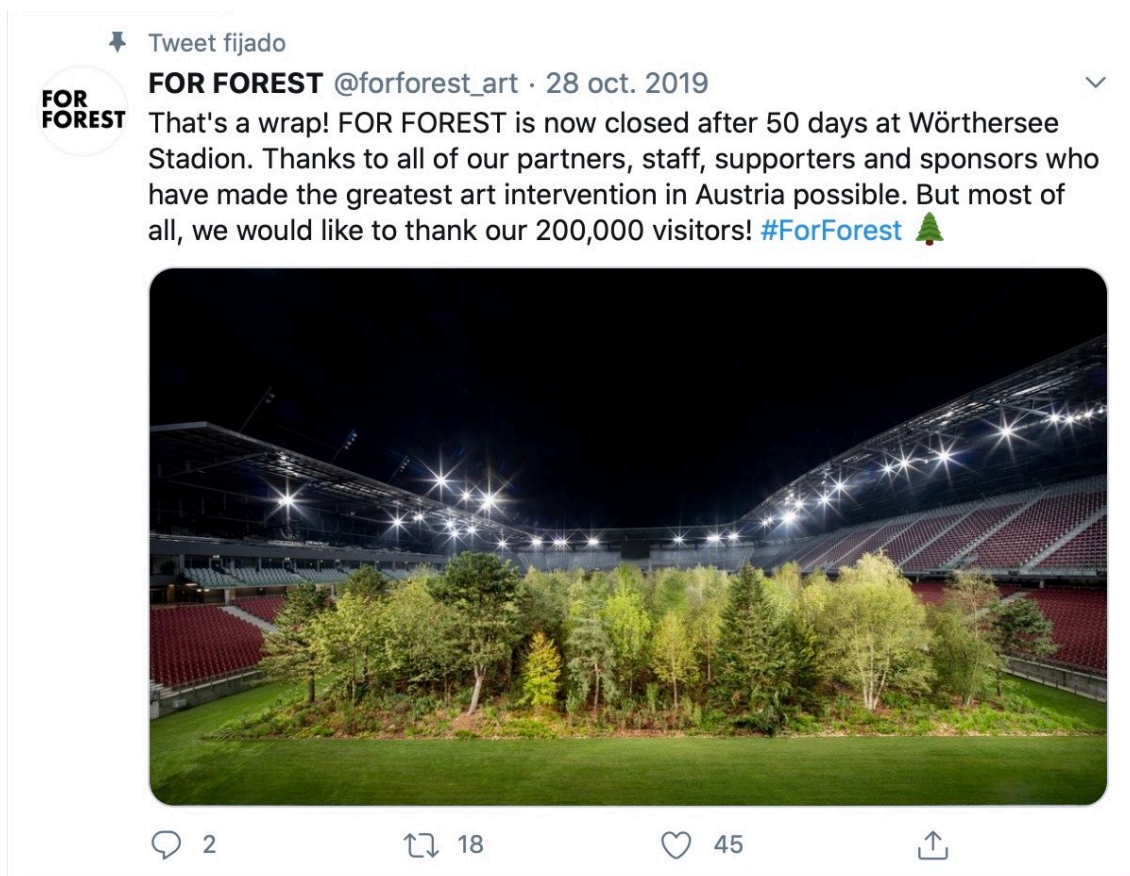 Tweet fijado
FOR FOREST @forforest_art · 28 oct. 2019
FOR
FOREST
That's a wrap! FOR FOREST is now closed after 50 days at Wörthersee
Stadion. Thanks to all of our partners, staff, supporters and sponsors who
have made the greatest art intervention in Austria possible. But most of
all, we would like to thank our 200,000 visitors! #ForForest 🌲
2 18 45